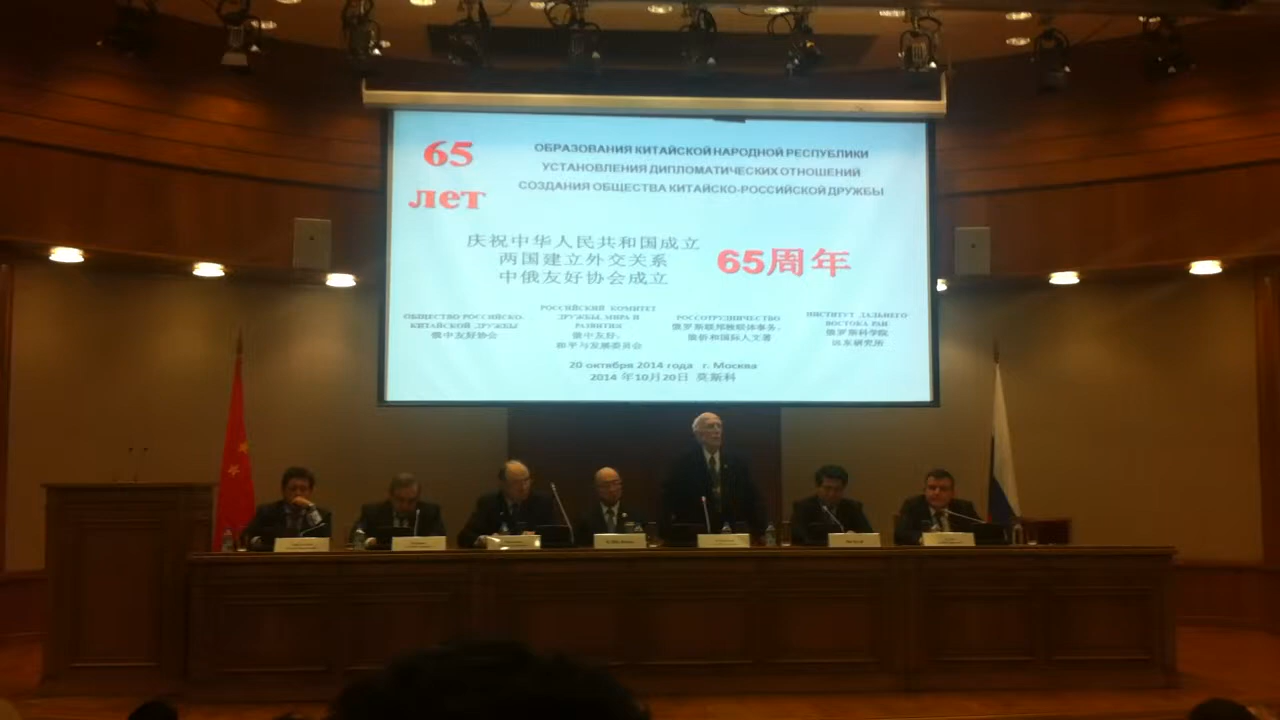 65
лет
ОБРАЗОВАНИЯ КИТАЙСКОЙ НАРОДНОЙ РЕСПУБЛИКИ
УСТАНОВЛЕНИЯ ДИПЛОМАТИЧЕСКИХ ОТНОШЕНИЙ
СОЗДАНИЯ ОБЩЕСТВА КИТАЙСКО-РОССИЙСКОЙ ДРУЖБЫ
庆祝中华人民共和国成立
两国建立外交关系
中俄友好协会成立
65周年
ОБЩЕСТВО РОССИЙСКО-
КИТАЙСКОЙ ДРУЖБЫ
俄中友好协会
РОССИЙСКИЙ КОМИТЕТ
ДРУЖБЫ, МИРА И
РАЗВИТИЯ
俄中友好、
和平与发展委员会
РОССОТРУДНИЧЕСТВО
俄罗斯联邦独联体事务、
侨和国际人文署
ИНСТИТУТ ДАЛЬНЕГО
ВОСТОКА РАН
俄罗斯科学院
远东研究所
20 октября 2014 года г. Москва
2014 年10月20日 莫斯科